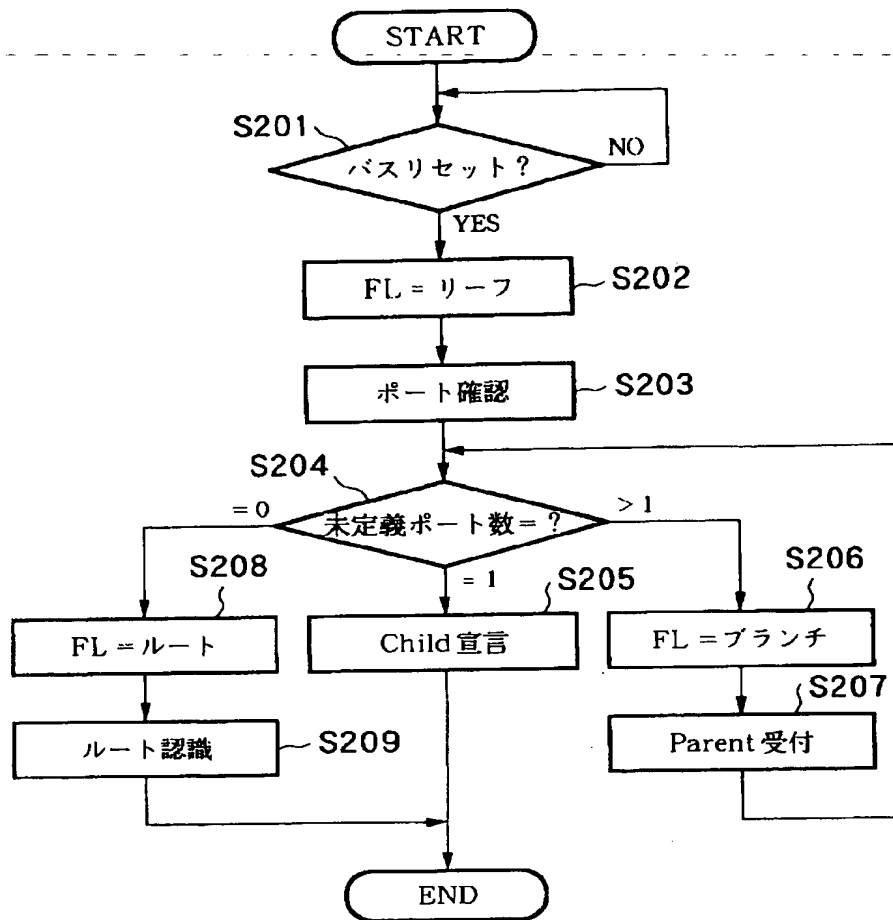 START
S201
バスリセット?
NO
YES
FL=リーフ
S202
ポート確認
S203
S204
=0
未定義ポート数=?
>1
=1
S208
S205
S206
FL=ルート
Child宣言
FL=ブランチ
S207
ルート認識
S209
Parent受付
END